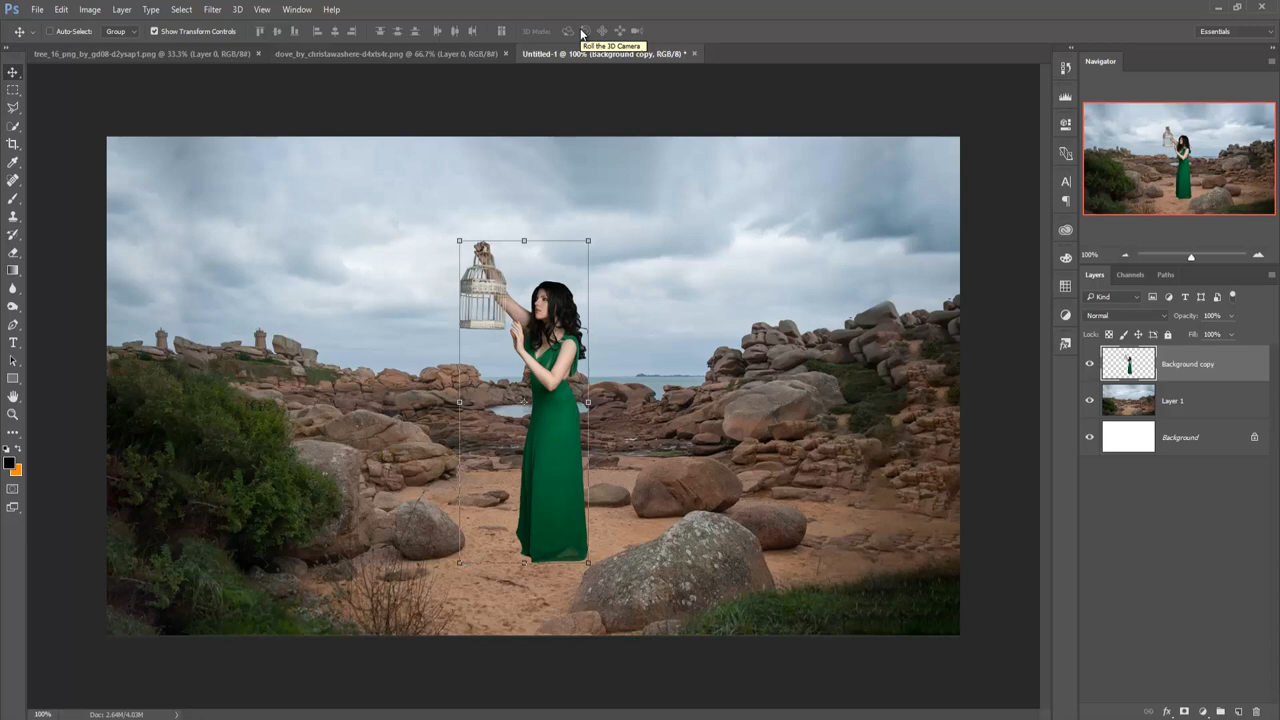 Ps File Edit Image Layer Type Select Filter 3D View Window Help
Auto-Select: Group Show Transform Controls 3D Mode: Essentials
Roll the 3D Camera
tree_16_png_by_gd08-d2ysap1.png @ 33.3% (Layer 0, RGB/8#) × dove_by_christawashere-d4xts4r.png @ 66.7% (Layer 0, RGB/8#) × Untitled-1 @ 100% (Background copy, RGB/8) * ×
Navigator
100%
Layers Channels Paths
Kind
Normal Opacity: 100%
Lock: Fill: 100%
Background copy
Layer 1
Background
100% Doc: 2.64M/4.03M